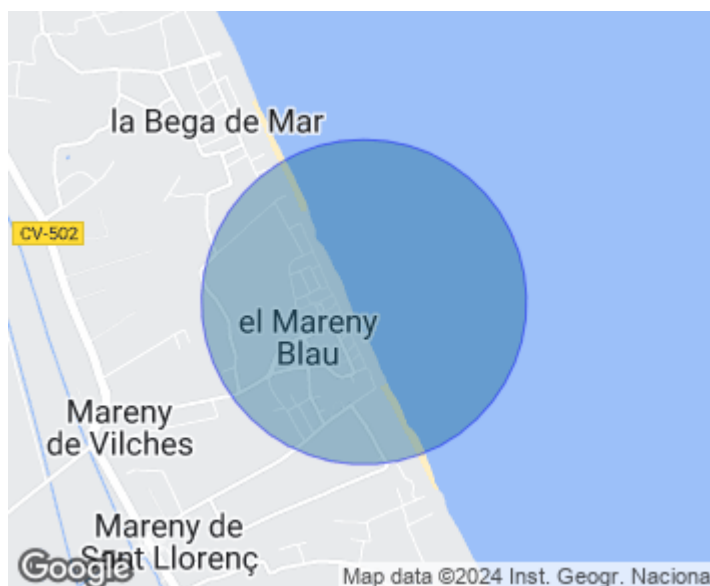 la Bega de Mar
CV-502
el Mareny
Blau
Mareny
de Vilches
Mareny de
Sant Llorenç
Google
Map data ©2024 Inst. Geogr. Naciona